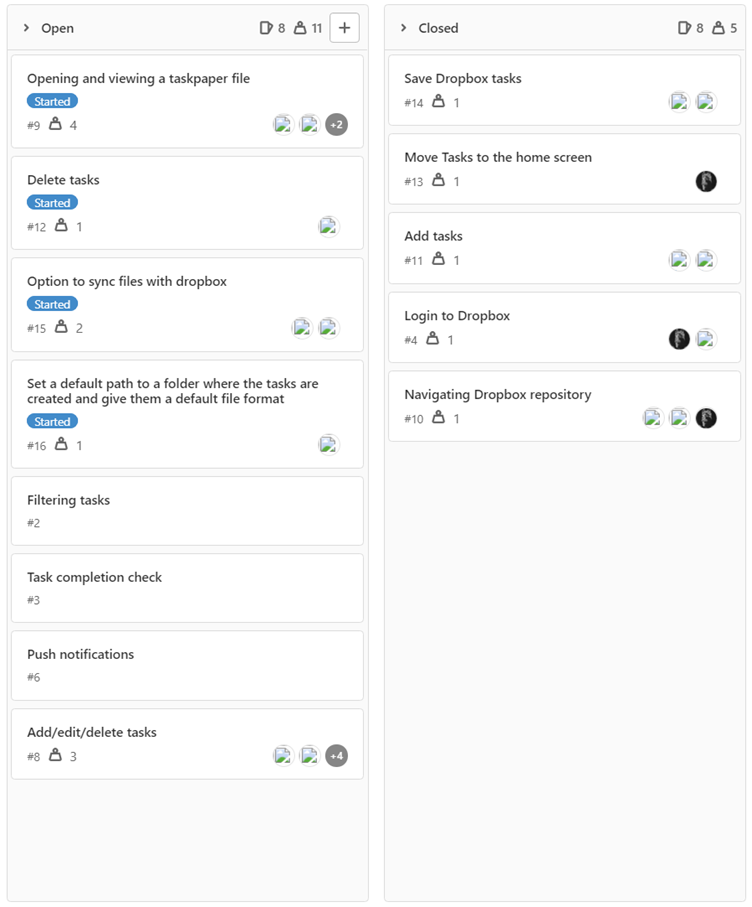 Open 8 11 +
Opening and viewing a taskpaper file
Started
#9 4 +2
Delete tasks
Started
#12 1
Option to sync files with dropbox
Started
#15 2
Set a default path to a folder where the tasks are
created and give them a default file format
Started
#16 1
Filtering tasks
#2
Task completion check
#3
Push notifications
#6
Add/edit/delete tasks
#8 3 +4
Closed 8 5
Save Dropbox tasks
#14 1
Move Tasks to the home screen
#13 1
Add tasks
#11 1
Login to Dropbox
#4 1
Navigating Dropbox repository
#10 1